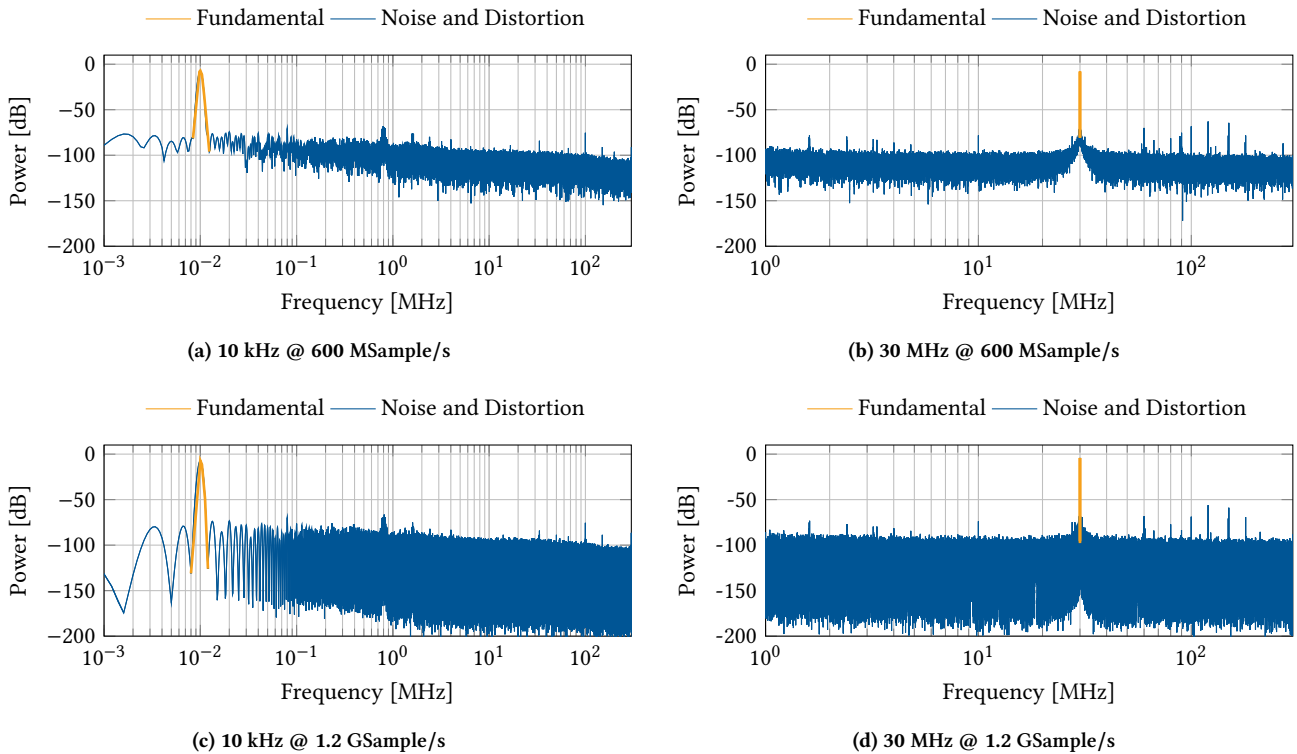 Fundamental Noise and Distortion
0
−50
−100
−150
−200
Power [dB]
10⁻³ 10⁻² 10⁻¹ 10⁰ 10¹ 10²
Frequency [MHz]
(a) 10 kHz @ 600 MSample/s
Fundamental Noise and Distortion
0
-50
-100
-150
-200
Power [dB]
10⁰ 10¹ 10²
Frequency [MHz]
(b) 30 MHz @ 600 MSample/s
Fundamental Noise and Distortion
0
−50
−100
−150
−200
Power [dB]
10⁻³ 10⁻² 10⁻¹ 10⁰ 10¹ 10²
Frequency [MHz]
(c) 10 kHz @ 1.2 GSample/s
Fundamental Noise and Distortion
0
-50
-100
-150
-200
Power [dB]
10⁰ 10¹ 10²
Frequency [MHz]
(d) 30 MHz @ 1.2 GSample/s